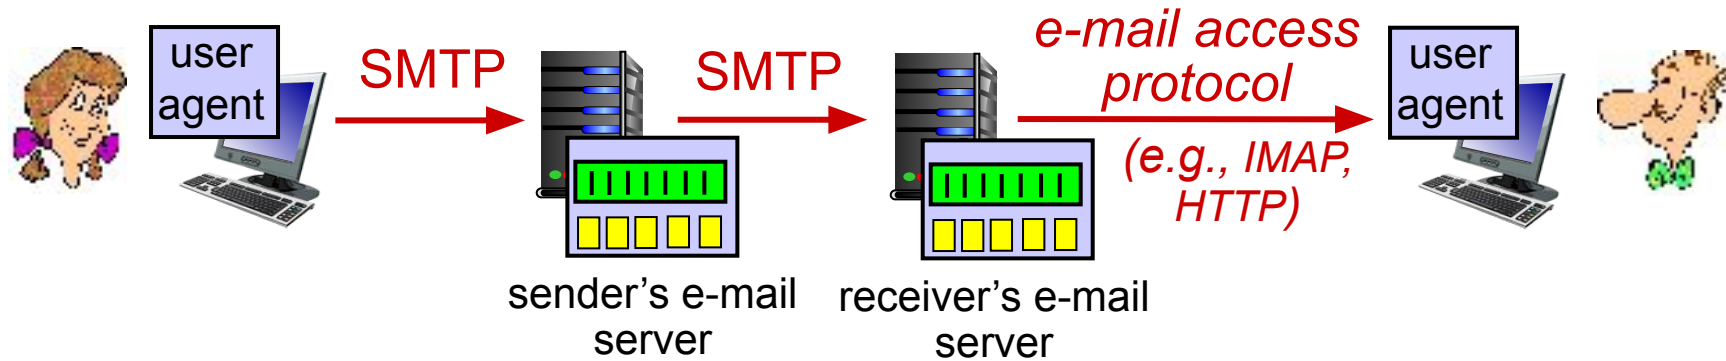 user
agent
SMTP
SMTP
e-mail access
protocol
(e.g., IMAP,
HTTP)
user
agent
sender’s e-mail
server
receiver’s e-mail
server